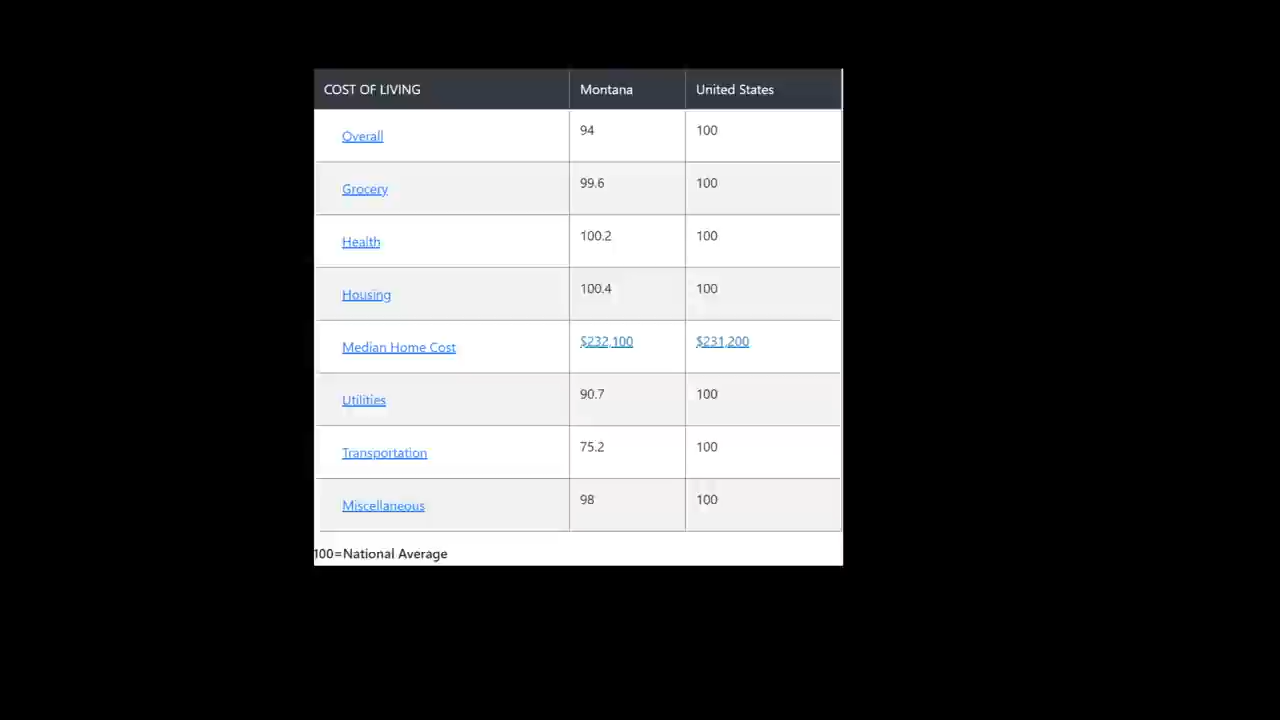 COST OF LIVING Montana United States
Overall 94 100
Grocery 99.6 100
Health 100.2 100
Housing 100.4 100
Median Home Cost $232,100 $231,200
Utilities 90.7 100
Transportation 75.2 100
Miscellaneous 98 100
100=National Average